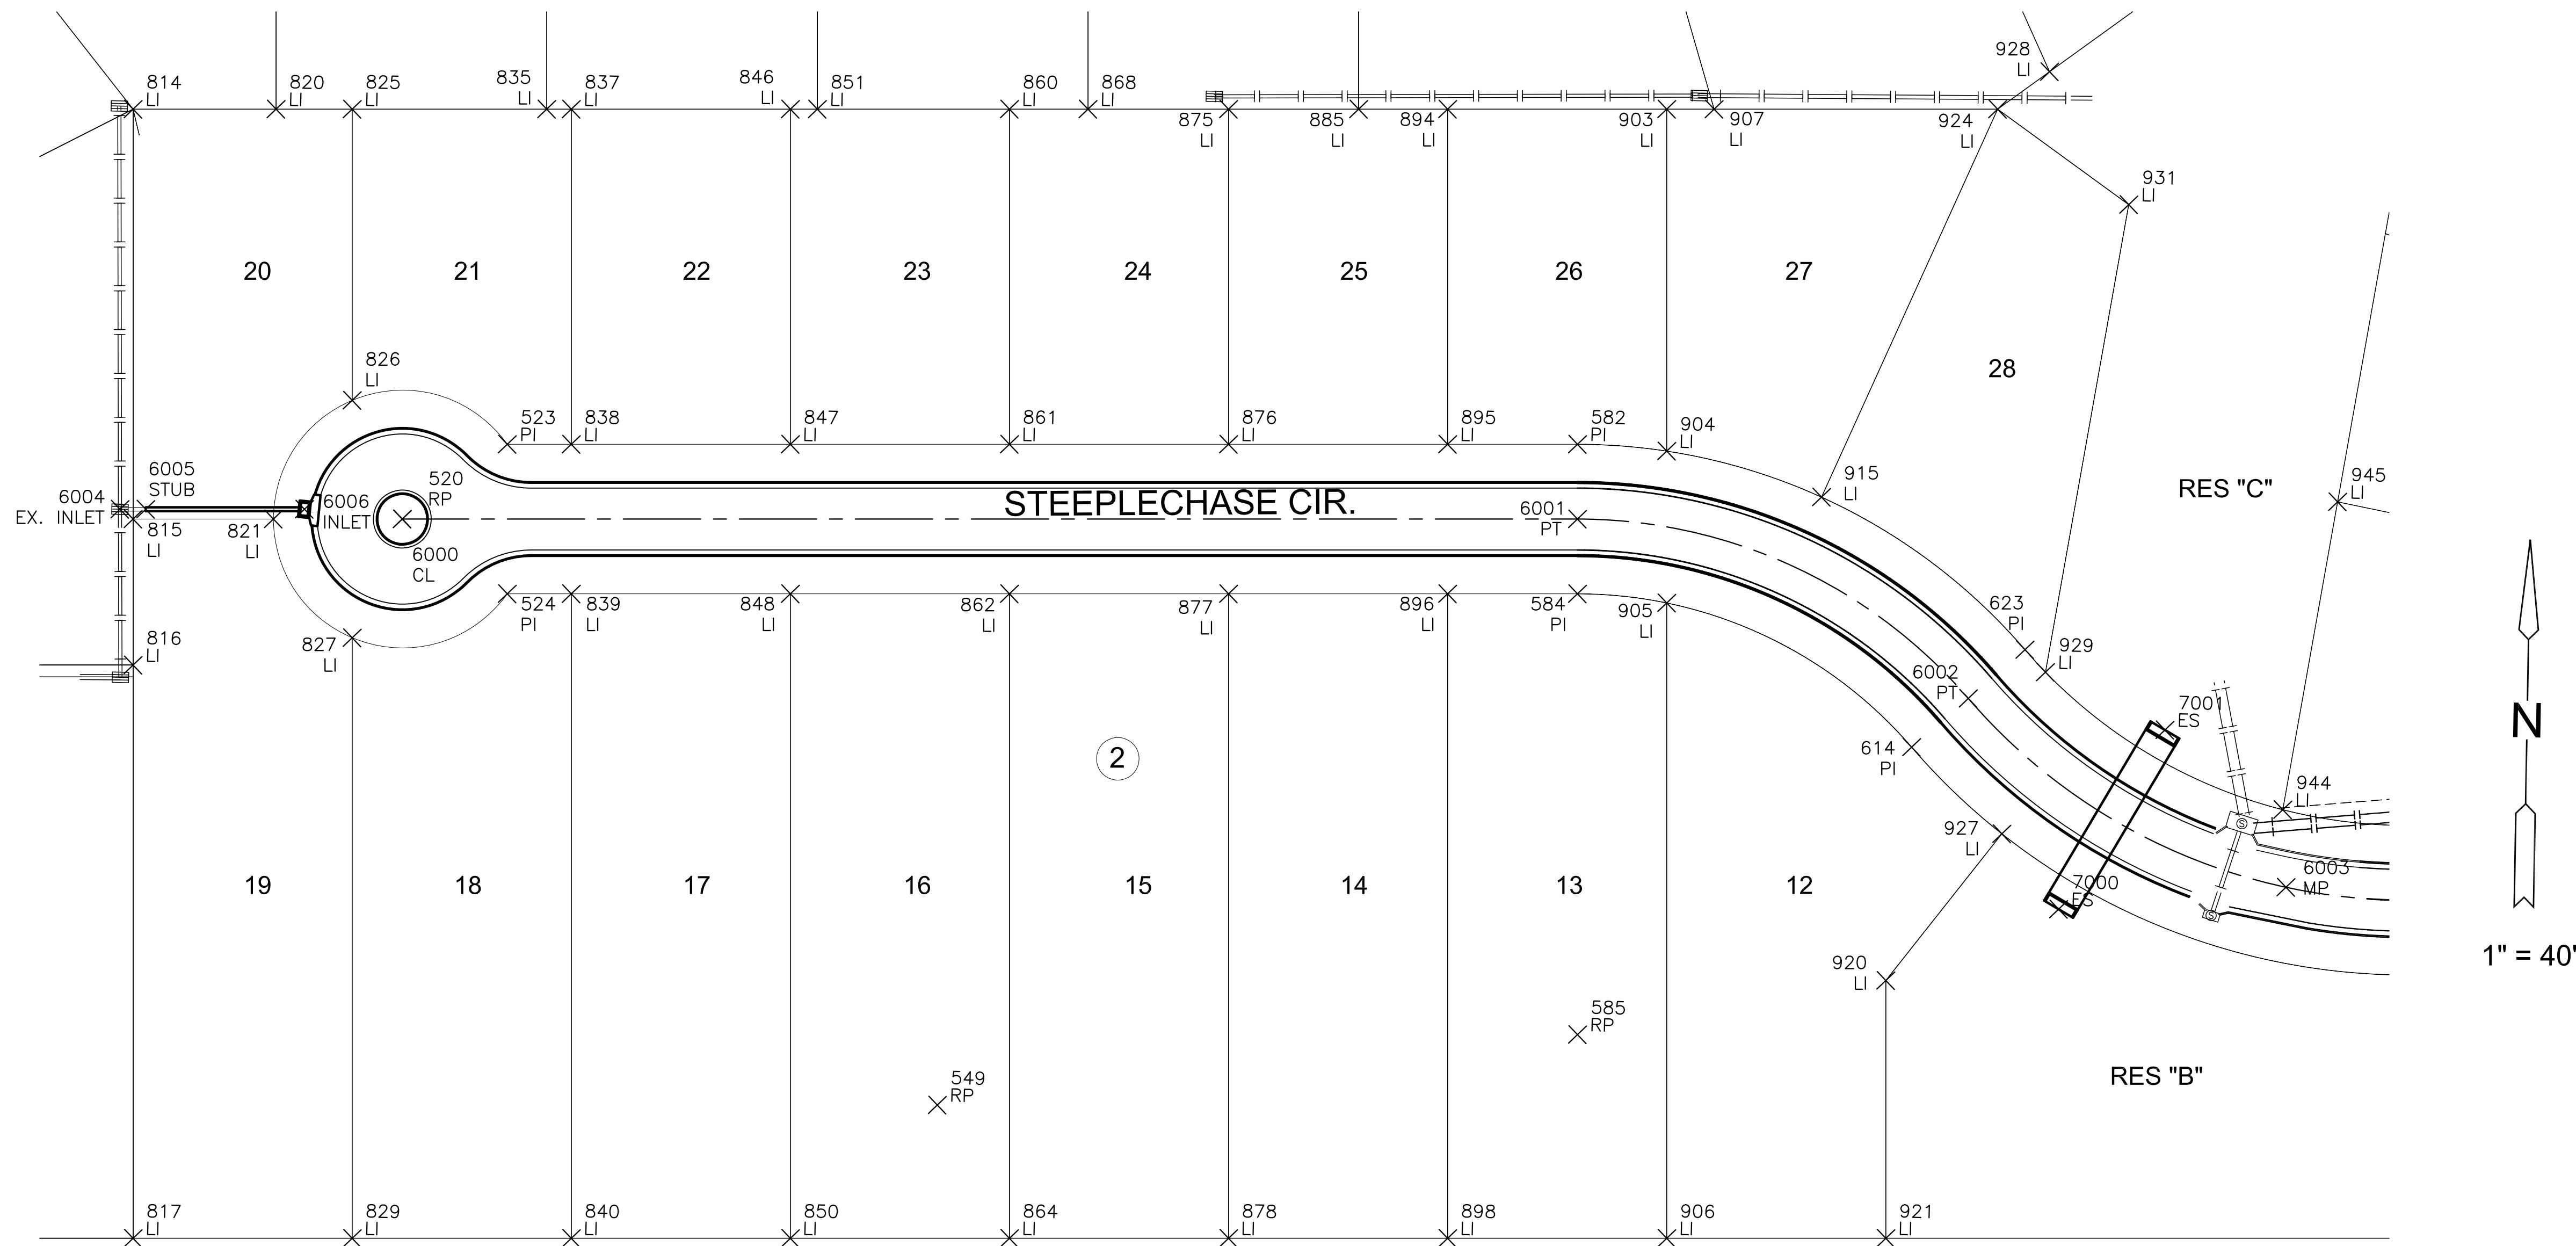 928
LI
814
LI
820
LI
825
LI
835
LI
837
LI
846
LI
851
LI
860
LI
868
LI
875
LI
885
LI
894
LI
903
LI
907
LI
924
LI
931
LI
20
21
22
23
24
25
26
27
28
826
LI
523
PI
838
LI
847
LI
861
LI
876
LI
895
LI
582
PI
904
LI
915
LI
945
LI
RES "C"
6005
STUB
6004
EX. INLET
6006
INLET
520
RP
STEEPLECHASE CIR.
6001
PT
815
LI
821
LI
6000
CL
524
PI
839
LI
848
LI
862
LI
877
LI
896
LI
584
PI
905
LI
623
PI
929
LI
816
LI
827
LI
6002
PT
7001
ES
N
614
PI
2
944
LI
927
LI
19
18
17
16
15
14
13
12
7000
ES
6003
MP
920
LI
1" = 40'
585
RP
549
RP
RES "B"
817
LI
829
LI
840
LI
850
LI
864
LI
878
LI
898
LI
906
LI
921
LI
S
S